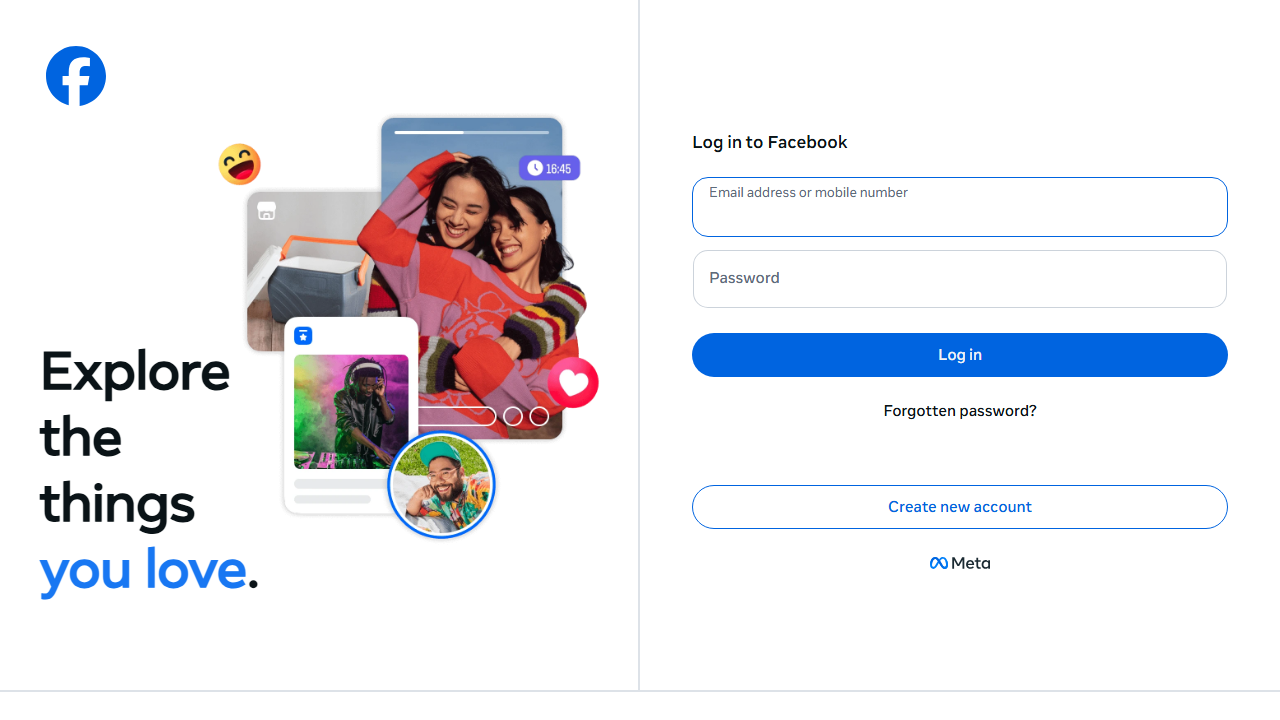 16:45
Explore
the
things
you love.
Log in to Facebook
Email address or mobile number
Password
Log in
Forgotten password?
Create new account
Meta